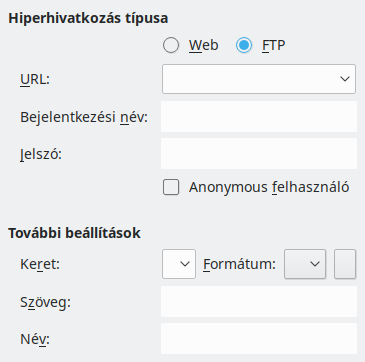 Hiperhivatkozás típusa
Web FTP
URL:
Bejelentkezési név:
Jelszó:
Anonymous felhasználó
További beállítások
Keret: Formátum:
Szöveg:
Név: